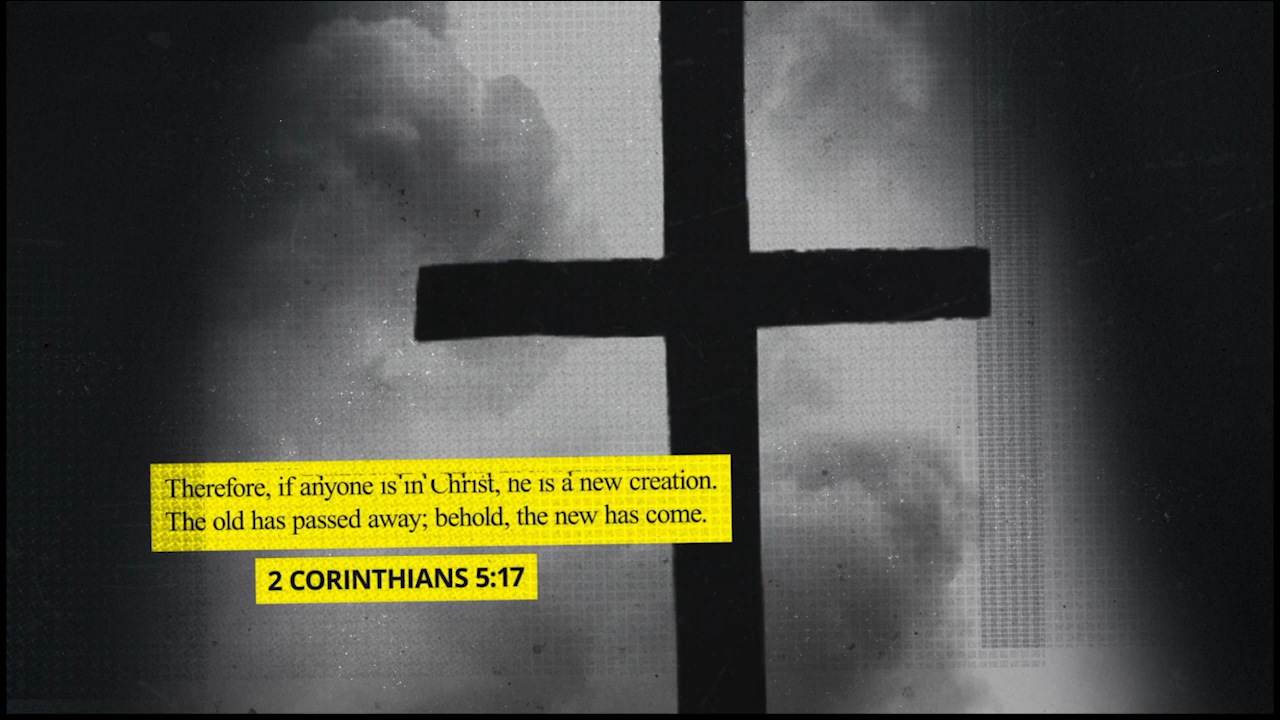 Therefore, if anyone is in Christ, he is a new creation.
The old has passed away; behold, the new has come.
2 CORINTHIANS 5:17